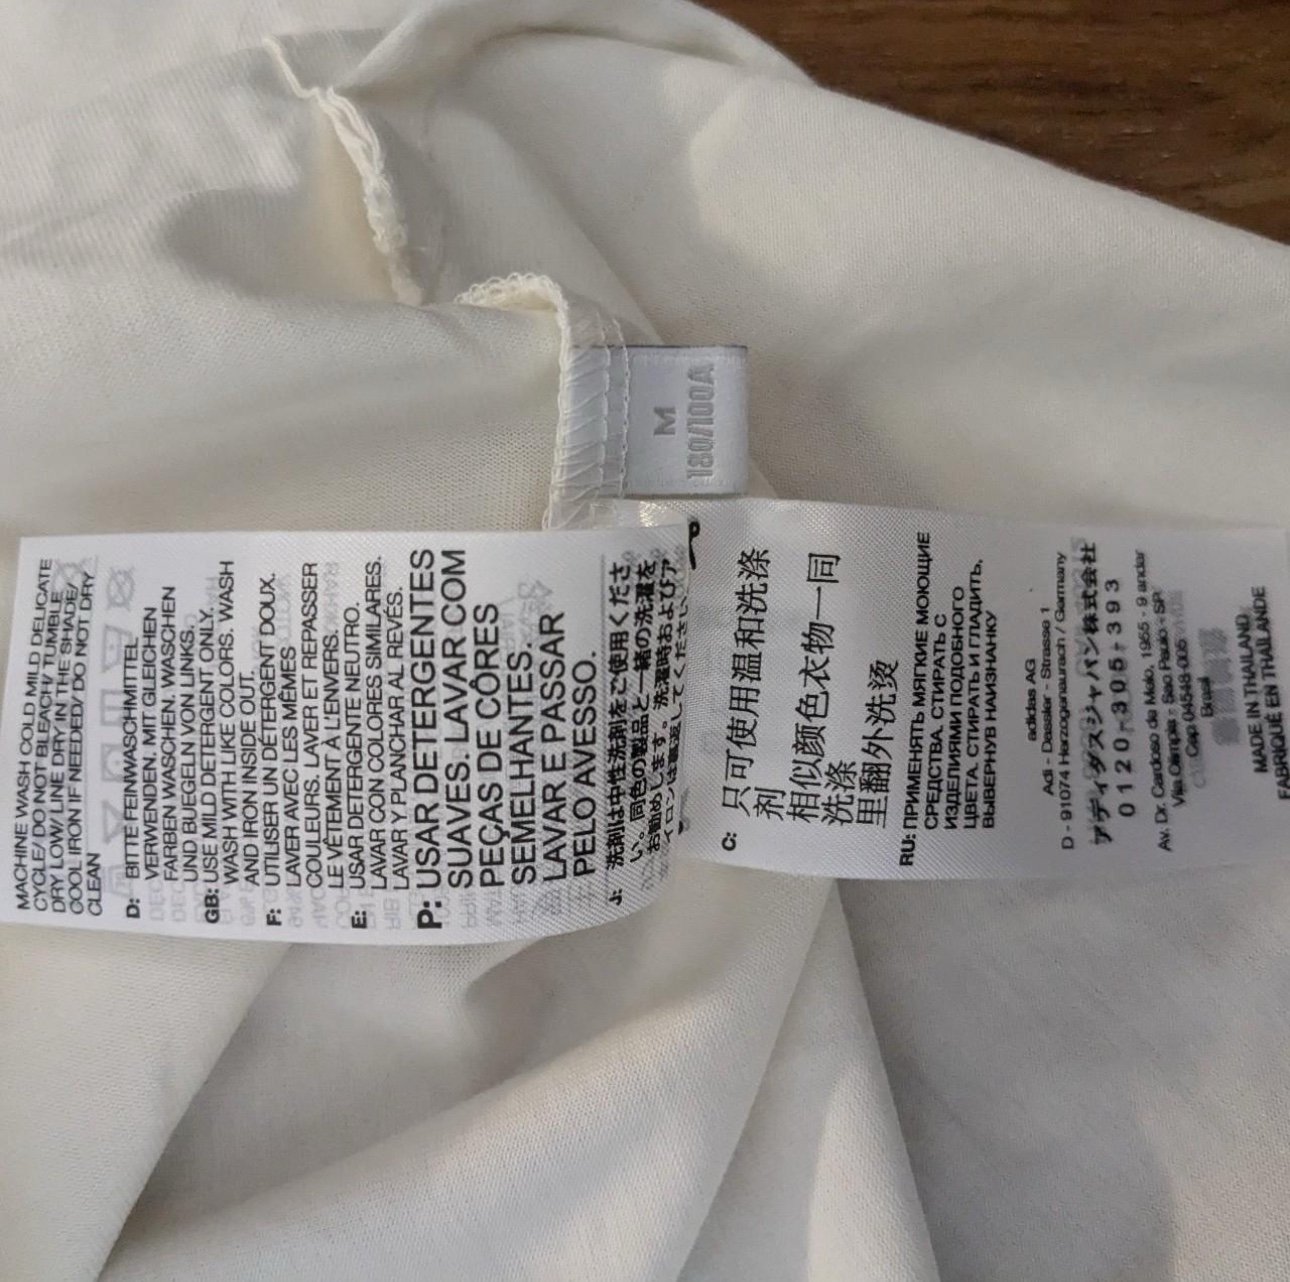 MACHINE WASH COLD MILD DELICATE
CYCLE/ DO NOT BLEACH/ TUMBLE
DRY LOW/ LINE DRY IN THE SHADE/
COOL IRON IF NEEDED/ DO NOT DRY
CLEAN
D: BITTE FEINWASCHMITTEL
VERWENDEN. MIT GLEICHEN
FARBEN WASCHEN. WASCHEN
UND BUEGELN VON LINKS.
GB: USE MILD DETERGENT ONLY.
WASH WITH LIKE COLORS. WASH
AND IRON INSIDE OUT.
F: UTILISER UN DÉTERGENT DOUX.
LAVER AVEC LES MÊMES
COULEURS. LAVER ET REPASSER
LE VÊTEMENT À L'ENVERS.
E: USAR DETERGENTE NEUTRO.
LAVAR CON COLORES SIMILARES.
LAVAR Y PLANCHAR AL REVÉS.
P: USAR DETERGENTES
SUAVES. LAVAR COM
PEÇAS DE CÔRES
SEMELHANTES.
LAVAR E PASSAR
PELO AVESSO.
J: 洗剤は中性洗剤をご使用くださ
い。同色の製品と一緒の洗濯を
お勧めします。洗濯時およびア
イロンは裏返してください。
M
180/100A
C: 只可使用温和洗涤
剂
相似颜色衣物一同
洗涤
里翻外洗烫
RU: ПРИМЕНЯТЬ МЯГКИЕ МОЮЩИЕ
СРЕДСТВА. СТИРАТЬ С
ИЗДЕЛИЯМИ ПОДОБНОГО
ЦВЕТА. СТИРАТЬ И ГЛАДИТЬ,
ВЫВЕРНУВ НАИЗНАНКУ
adidas AG
Adi - Dassler - Strasse 1
D - 91074 Herzogenaurach / Germany
アディダスジャパン株式会社
0120-305-393
Av. Dr. Cardoso de Melo, 1955 - 9 andar
Vila Olimpia - Sao Paulo - SP
Cep 04548-005
Brasil
MADE IN THAILAND
FABRIQUÉ EN THAÏLANDE